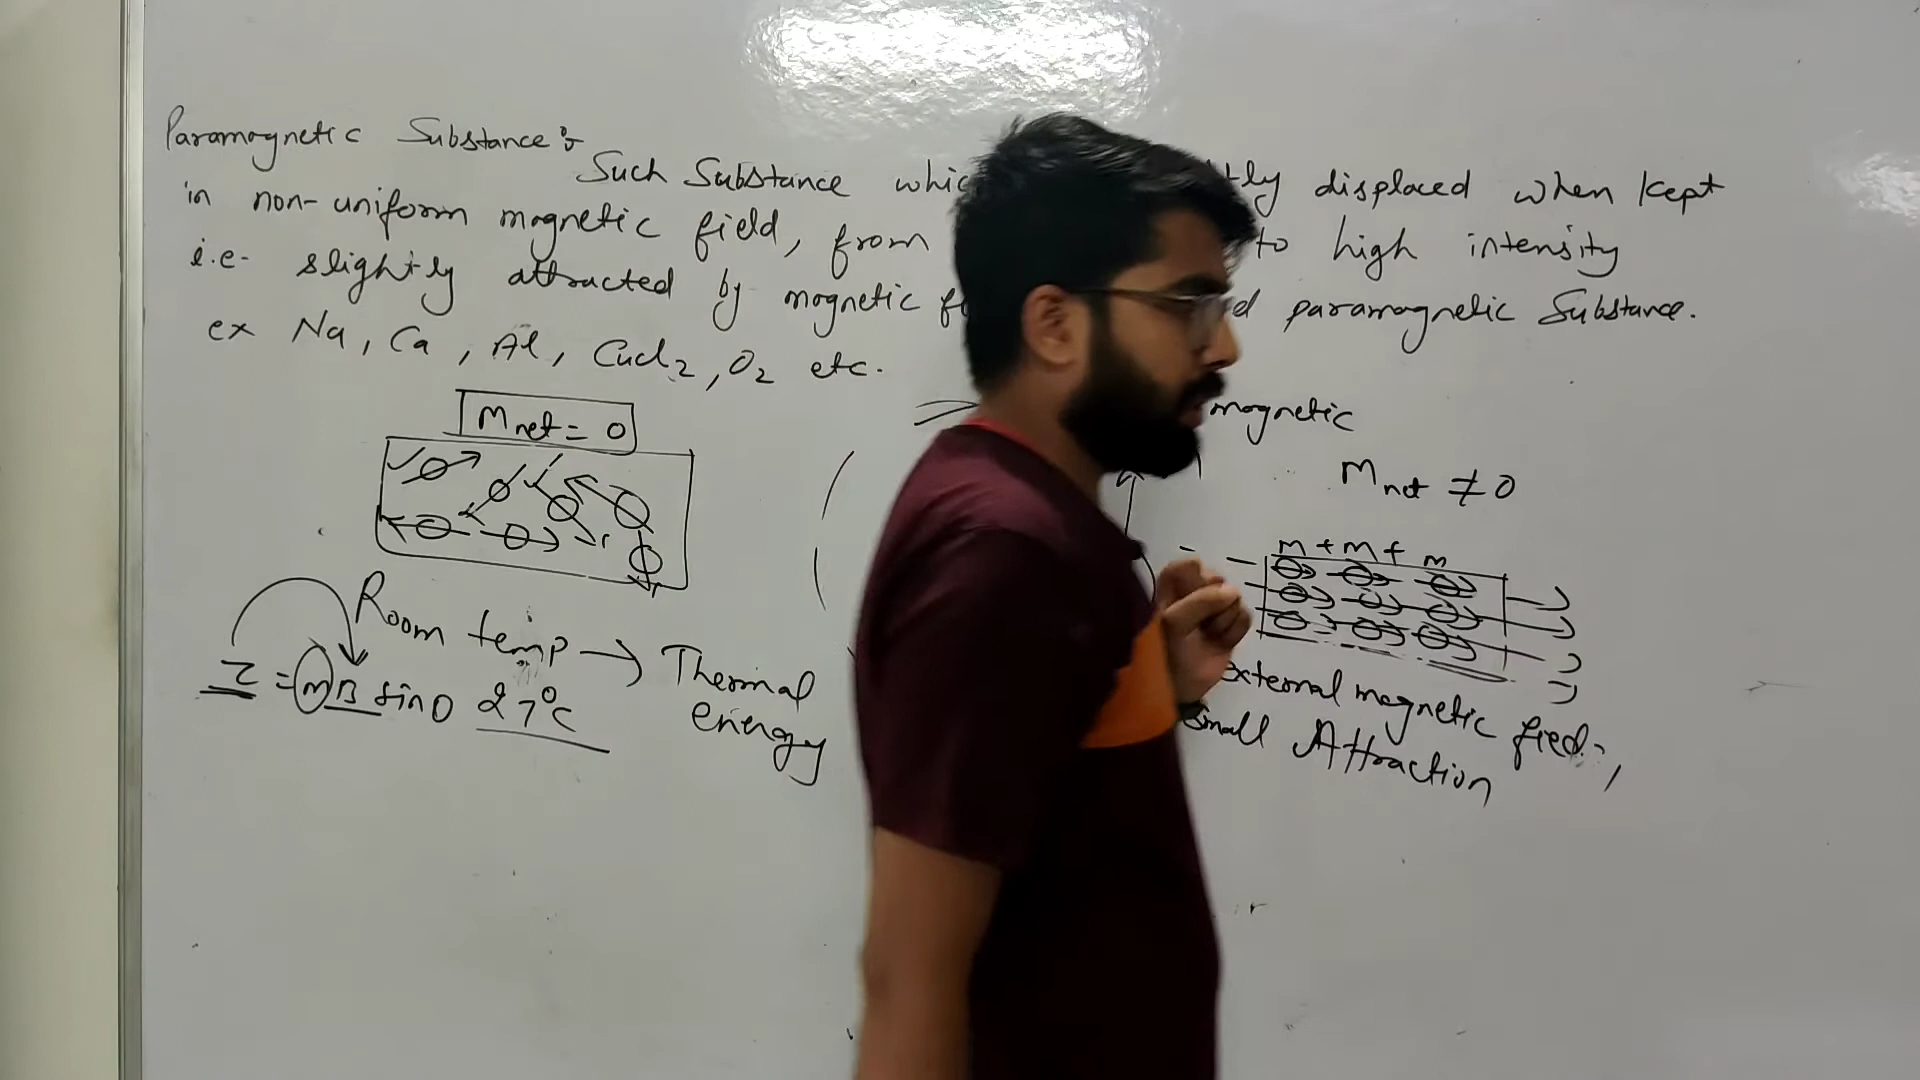 Paramagnetic Substance :-
Such Substance whic tly displaced when kept
in non-uniform magnetic field, from to high intensity
i.e. slightly attracted by magnetic f d paramagnetic Substance.
ex Na, Ca, Al, CuCl2, O2 etc.
magnetic
Mnet = 0
Mnet ≠ 0
m + m + m
Room temp → Thermal energy
τ = mB sinθ 27°C
external magnetic field,
small Attraction